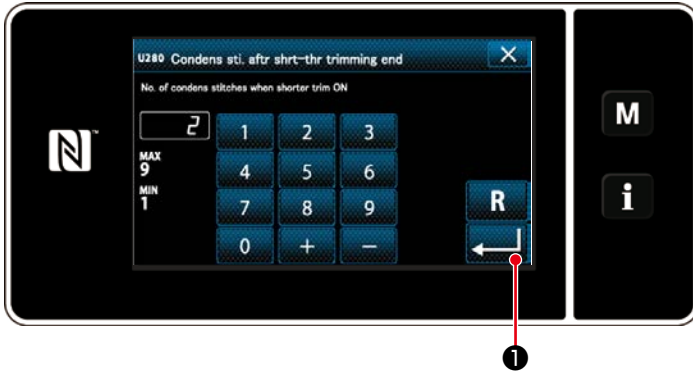 U280 Condens sti. aftr shrt-thr trimming end
No. of condens stitches when shorter trim ON
2
1 2 3
MAX
9
4 5 6
MIN
1
7 8 9
0 + −
R
M
i
N
❶